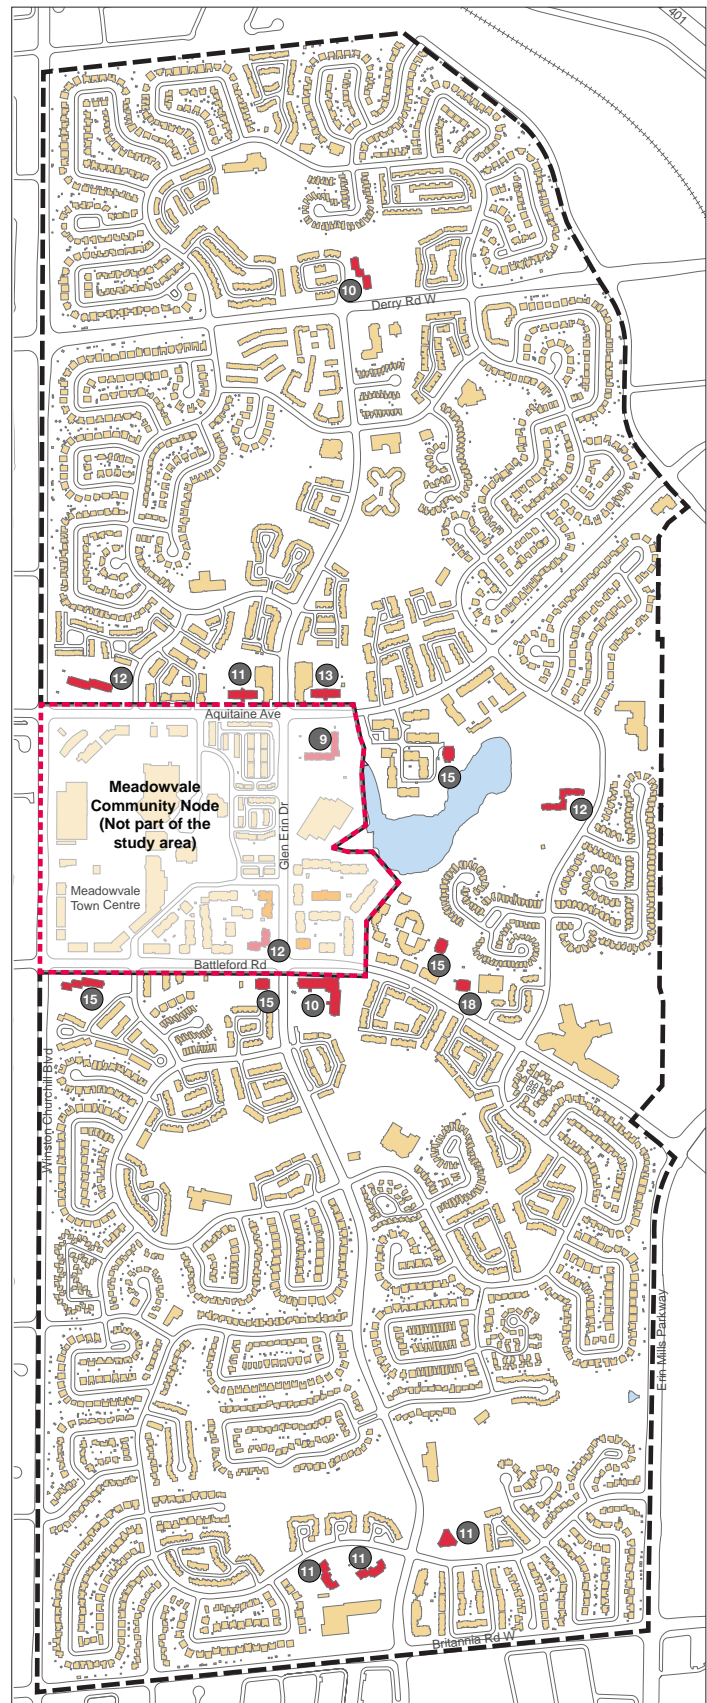 401
10
Derry Rd W
12
11
13
Aquitaine Ave
9
15
Meadowvale
Community Node
(Not part of the
study area)
12
Glen Erin Dr
Meadowvale
Town Centre
12
15
Battleford Rd
15
15
10
18
Winston Churchill Blvd
Erin Mills Parkway
11
11
11
Britannia Rd W